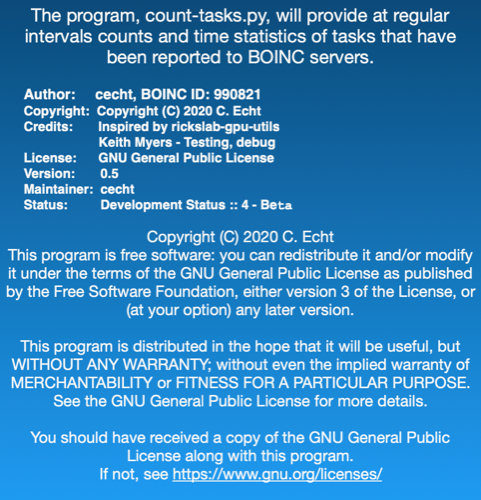 The program, count-tasks.py, will provide at regular
intervals counts and time statistics of tasks that have
been reported to BOINC servers.
Author: cecht, BOINC ID: 990821
Copyright: Copyright (C) 2020 C. Echt
Credits: Inspired by rickslab-gpu-utils
Keith Myers - Testing, debug
License: GNU General Public License
Version: 0.5
Maintainer: cecht
Status: Development Status :: 4 - Beta
Copyright (C) 2020 C. Echt
This program is free software: you can redistribute it and/or modify
it under the terms of the GNU General Public License as published
by the Free Software Foundation, either version 3 of the License, or
(at your option) any later version.
This program is distributed in the hope that it will be useful, but
WITHOUT ANY WARRANTY; without even the implied warranty of
MERCHANTABILITY or FITNESS FOR A PARTICULAR PURPOSE.
See the GNU General Public License for more details.
You should have received a copy of the GNU General Public
License along with this program.
If not, see https://www.gnu.org/licenses/